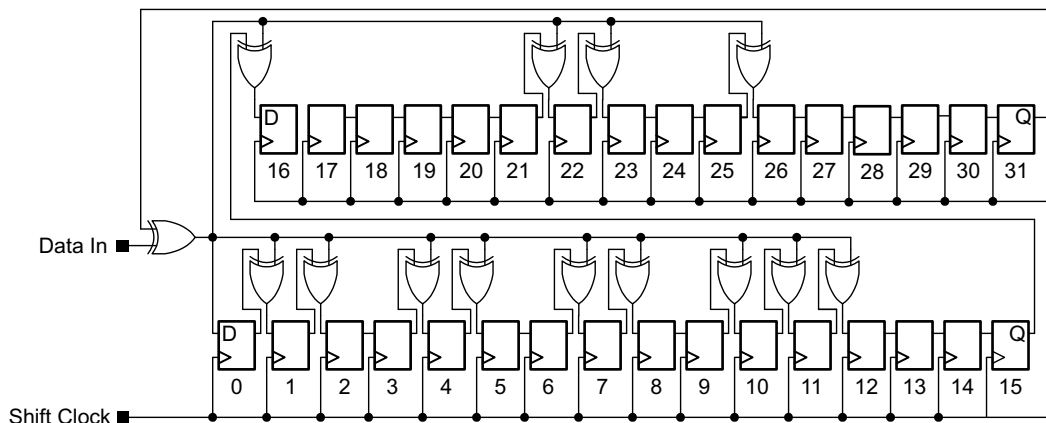 D Q
16 17 18 19 20 21 22 23 24 25 26 27 28 29 30 31
Data In
D Q
0 1 2 3 4 5 6 7 8 9 10 11 12 13 14 15
Shift Clock